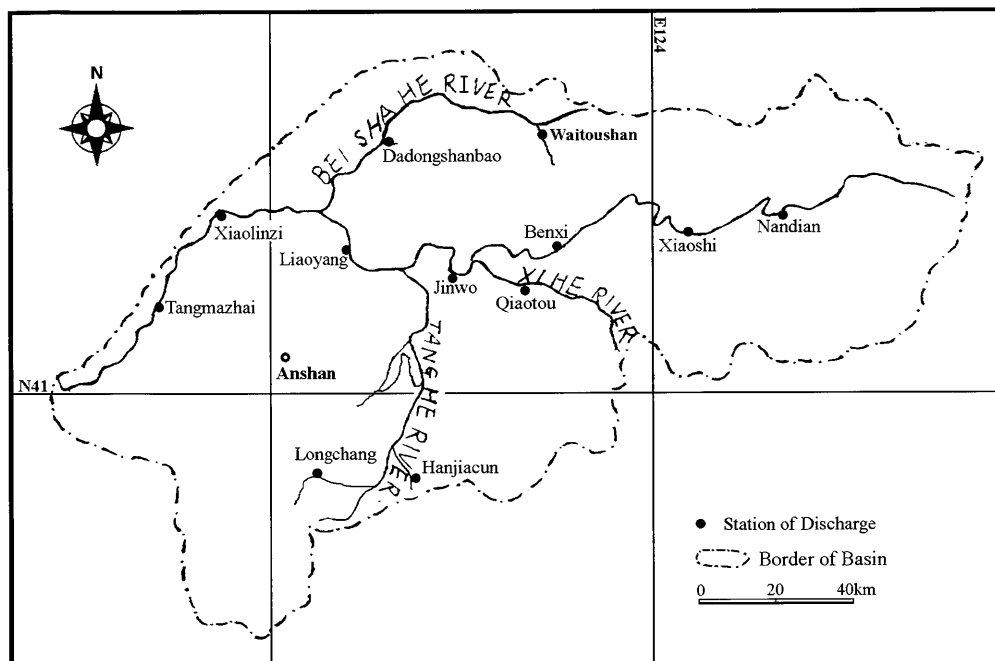 N
E124
BEI SHA HE RIVER
Waitoushan
Dadongshanbao
Xiaolinzi
Liaoyang
Benxi
Xiaoshi
Nandian
Jinwo
XI HE RIVER
Qiaotou
Tangmazhai
Anshan
TANG HE RIVER
N41
Longchang
Hanjiacun
Station of Discharge
Border of Basin
0 20 40km